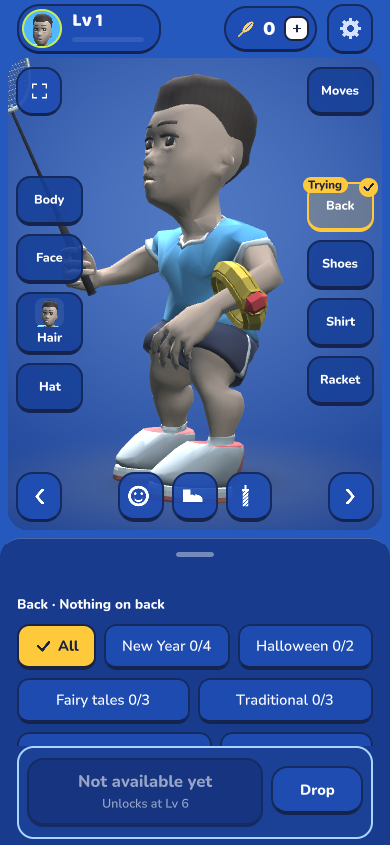 Lv 1
0
+
Moves
Trying
Back
Body
Face
Shoes
Hair
Shirt
Hat
Racket
Back · Nothing on back
All
New Year 0/4
Halloween 0/2
Fairy tales 0/3
Traditional 0/3
Not available yet
Unlocks at Lv 6
Drop